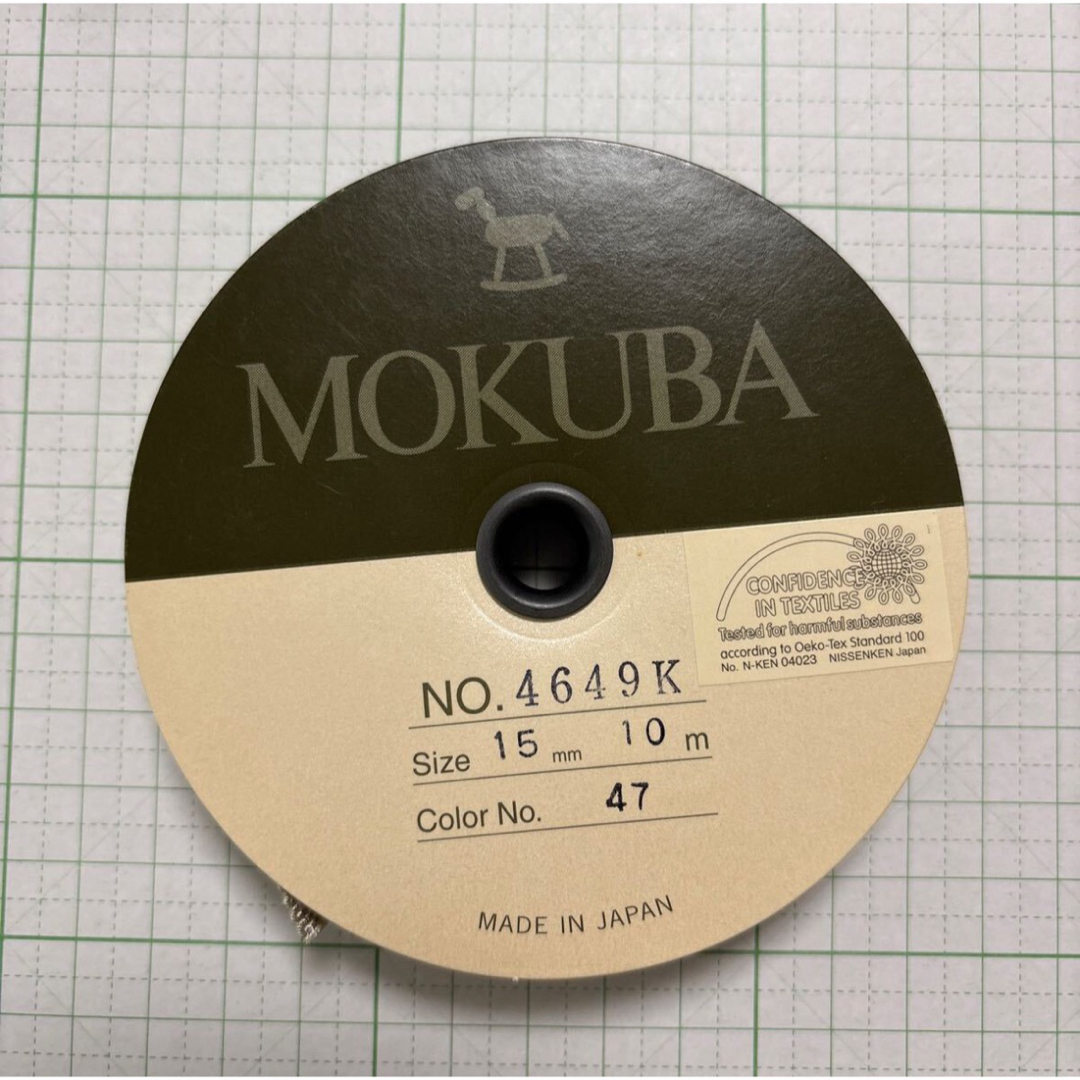 MOKUBA
CONFIDENCE
IN TEXTILES
Tested for harmful substances
according to Oeko-Tex Standard 100
No. N-KEN 04023 NISSENKEN Japan
NO. 4649K
Size 15 mm 10 m
Color No. 47
MADE IN JAPAN